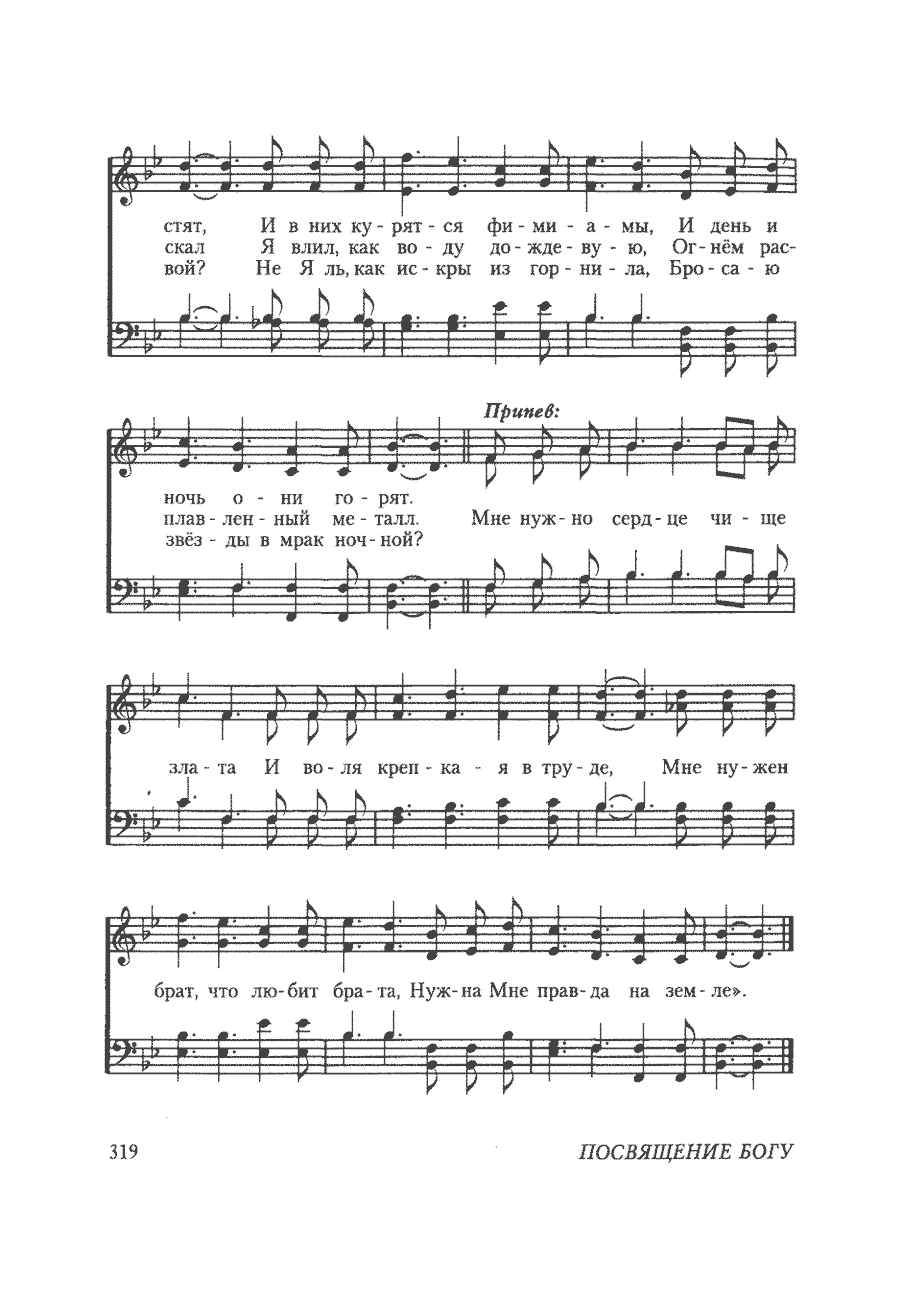 стят, И в них ку - рят - ся фи - ми - а - мы, И день и
скал Я влил, как во - ду до - жде - ву - ю, Ог - нём рас-
вой? Не Я ль, как ис - кры из гор - ни - ла, Бро - са - ю
Припев:
ночь о - ни го - рят.
плав - лен - ный ме - талл. Мне нуж - но серд - це чи - ще
звёз - ды в мрак ноч - ной?
зла - та И во - ля креп - ка - я в тру - де, Мне ну - жен
брат, что лю - бит бра - та, Нуж - на Мне прав - да на зем - ле».
319 ПОСВЯЩЕНИЕ БОГУ